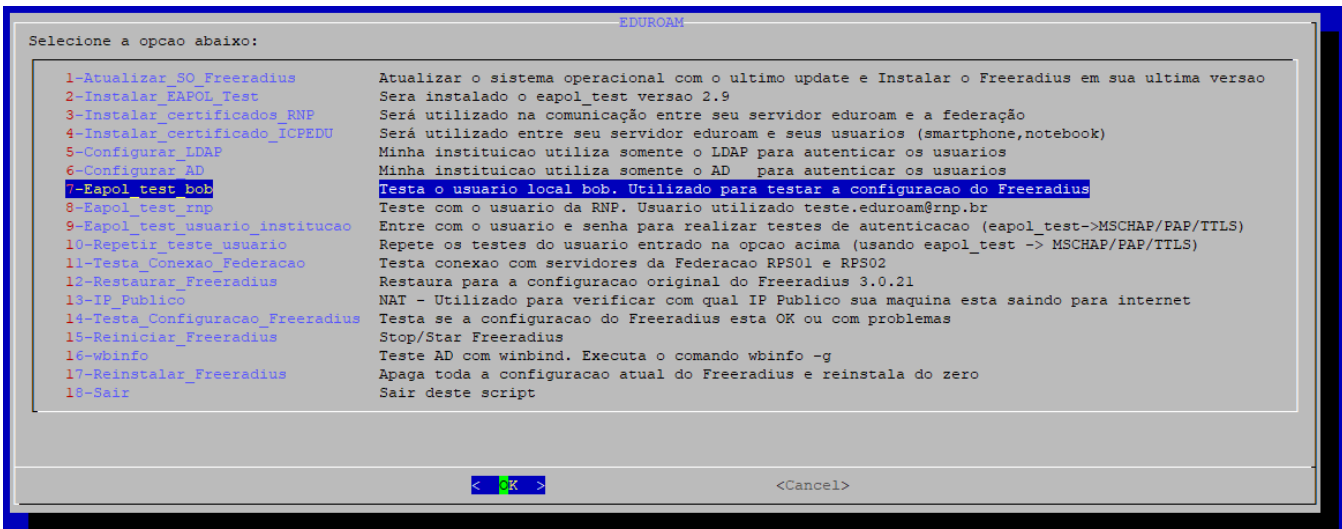 EDUROAM
Selecione a opcao abaixo:
1-Atualizar_SO_Freeradius Atualizar o sistema operacional com o ultimo update e Instalar o Freeradius em sua ultima versao
2-Instalar_EAPOL_Test Sera instalado o eapol_test versao 2.9
3-Instalar_certificados_RNP Será utilizado na comunicação entre seu servidor eduroam e a federação
4-Instalar_certificado_ICPEDU Será utilizado entre seu servidor eduroam e seus usuarios (smartphone,notebook)
5-Configurar_LDAP Minha instituicao utiliza somente o LDAP para autenticar os usuarios
6-Configurar_AD Minha instituicao utiliza somente o AD para autenticar os usuarios
7-Eapol_test_bob Testa o usuario local bob. Utilizado para testar a configuracao do Freeradius
8-Eapol_test_rnp Teste com o usuario da RNP. Usuario utilizado teste.eduroam@rnp.br
9-Eapol_test_usuario_institucao Entre com o usuario e senha para realizar testes de autenticacao (eapol_test->MSCHAP/PAP/TTLS)
10-Repetir_teste_usuario Repete os testes do usuario entrado na opcao acima (usando eapol_test -> MSCHAP/PAP/TTLS)
11-Testa_Conexao_Federacao Testa conexao com servidores da Federacao RPS01 e RPS02
12-Restaurar_Freeradius Restaura para a configuracao original do Freeradius 3.0.21
13-IP_Publico NAT - Utilizado para verificar com qual IP Publico sua maquina esta saindo para internet
14-Testa_Configuracao_Freeradius Testa se a configuracao do Freeradius esta OK ou com problemas
15-Reiniciar_Freeradius Stop/Star Freeradius
16-wbinfo Teste AD com winbind. Executa o comando wbinfo -g
17-Reinstalar_Freeradius Apaga toda a configuracao atual do Freeradius e reinstala do zero
18-Sair Sair deste script
< OK > <Cancel>